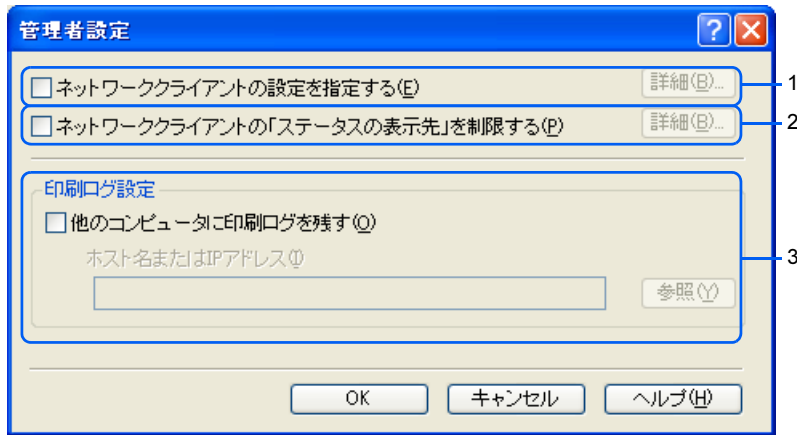 管理者設定
ネットワーククライアントの設定を指定する(E) 詳細(B)... 1
ネットワーククライアントの「ステータスの表示先」を制限する(P) 詳細(B)... 2
印刷ログ設定
他のコンピュータに印刷ログを残す(O)
ホスト名またはIPアドレス(I)
3
参照(Y)
OK キャンセル ヘルプ(H)